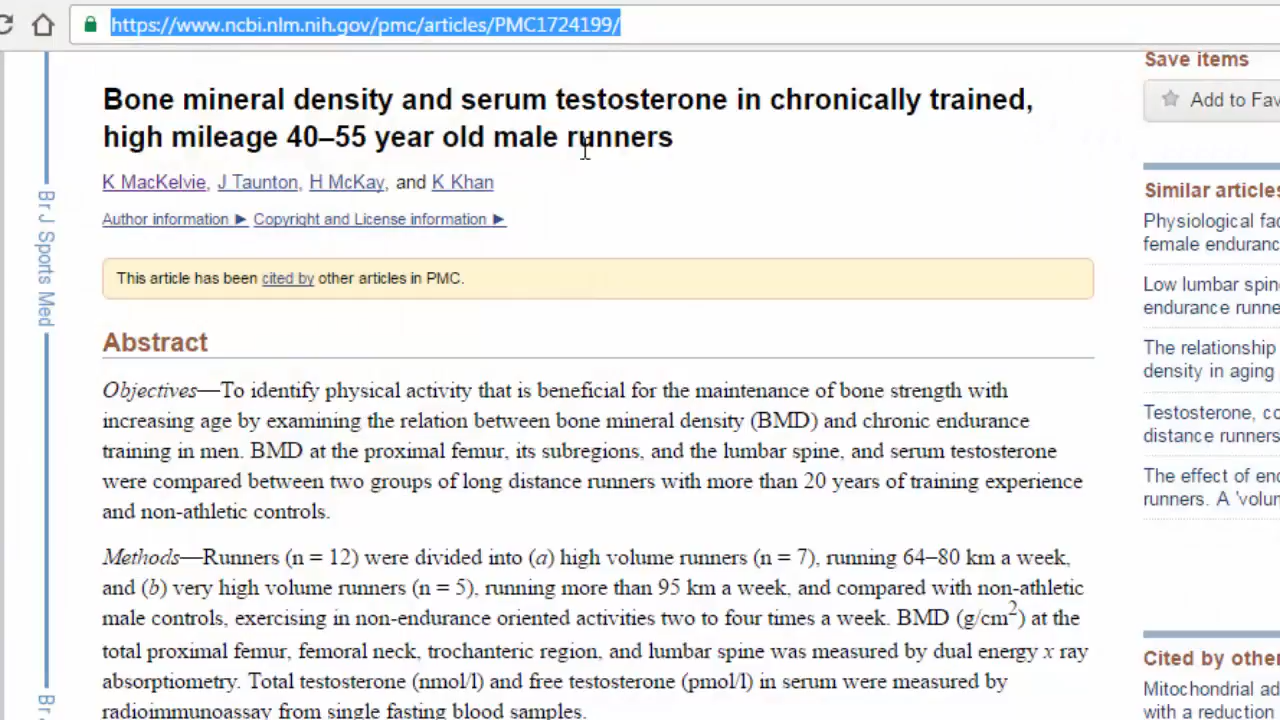 https://www.ncbi.nlm.nih.gov/pmc/articles/PMC1724199/
Bone mineral density and serum testosterone in chronically trained,
high mileage 40–55 year old male runners
K MacKelvie, J Taunton, H McKay, and K Khan
Author information ► Copyright and License information ►
This article has been cited by other articles in PMC.
Abstract
Objectives—To identify physical activity that is beneficial for the maintenance of bone strength with
increasing age by examining the relation between bone mineral density (BMD) and chronic endurance
training in men. BMD at the proximal femur, its subregions, and the lumbar spine, and serum testosterone
were compared between two groups of long distance runners with more than 20 years of training experience
and non-athletic controls.
Methods—Runners (n = 12) were divided into (a) high volume runners (n = 7), running 64–80 km a week,
and (b) very high volume runners (n = 5), running more than 95 km a week, and compared with non-athletic
male controls, exercising in non-endurance oriented activities two to four times a week. BMD (g/cm²) at the
total proximal femur, femoral neck, trochanteric region, and lumbar spine was measured by dual energy x ray
absorptiometry. Total testosterone (nmol/l) and free testosterone (pmol/l) in serum were measured by
radioimmunoassay from single fasting blood samples.
Br J Sports Med
Br J
Save items
Add to Fav
Similar articles
Physiological fac
female enduranc
Low lumbar spin
endurance runne
The relationship
density in aging
Testosterone, co
distance runners
The effect of end
runners. A 'volun
Cited by other
Mitochondrial ad
with a reduction